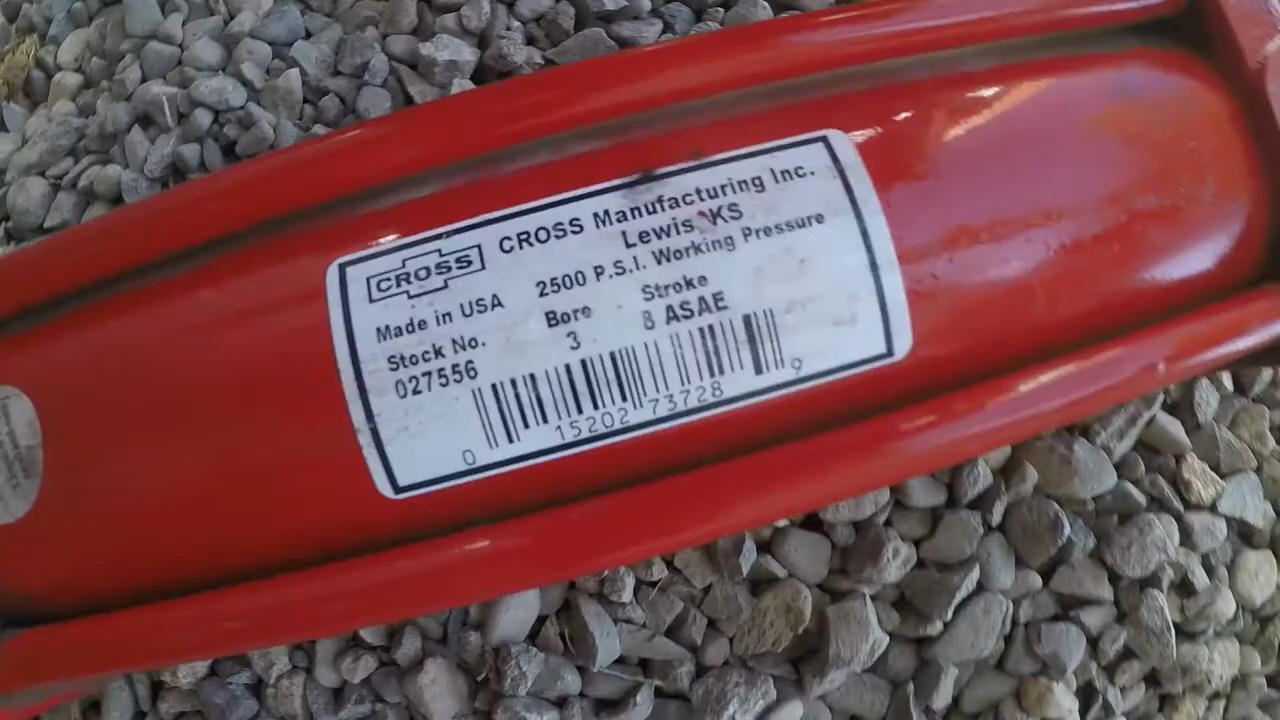 CROSS
CROSS Manufacturing Inc.
Lewis KS
Made in USA 2500 P.S.I. Working Pressure
Stock No. Bore Stroke
027556 3 8 ASAE
0 15202 73728 9